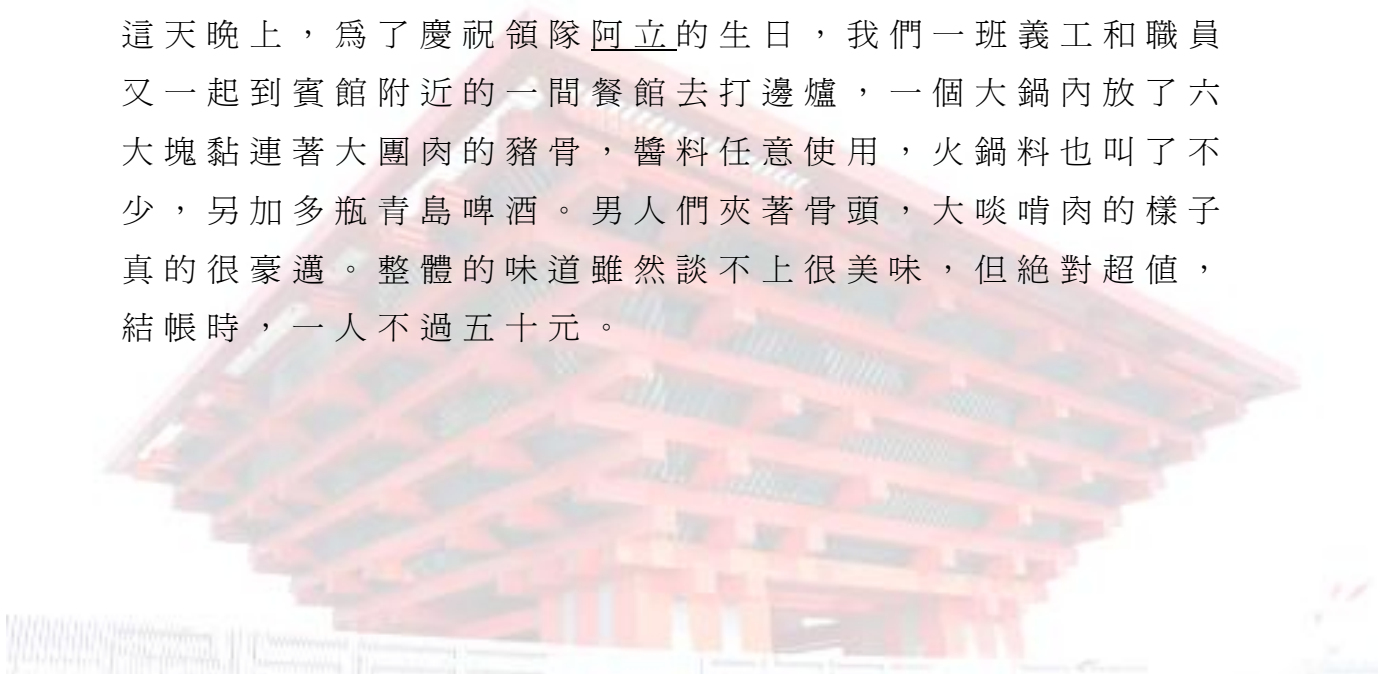 這天晚上，爲了慶祝領隊阿立的生日，我們一班義工和職員
又一起到賓館附近的一間餐館去打邊爐，一個大鍋內放了六
大塊黏連著大團肉的豬骨，醬料任意使用，火鍋料也叫了不
少，另加多瓶青島啤酒。男人們夾著骨頭，大啖啃肉的樣子
真的很豪邁。整體的味道雖然談不上很美味，但絕對超值，
結帳時，一人不過五十元。